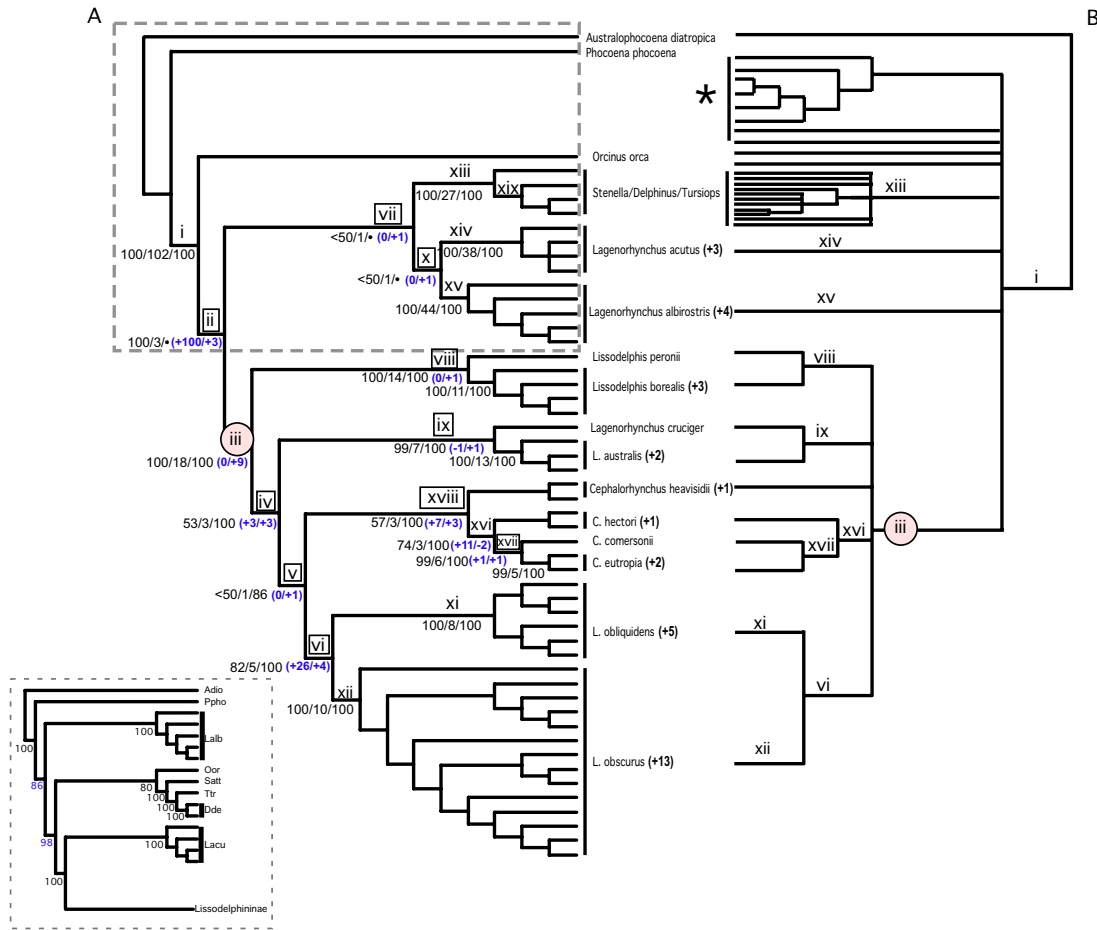 A
B
Australophocoena diatropica
Phocoena phocoena
*
Orcinus orca
xiii
100/27/100
xix
Stenella/Delphinus/Tursiops
xiii
i
100/102/100
vii
<50/1/• (0/+1)
xiv
100/38/100
Lagenorhynchus acutus (+3)
xiv
x
<50/1/• (0/+1)
i
xv
100/44/100
Lagenorhynchus albirostris (+4)
xv
ii
100/3/• (+100/+3)
viii
100/14/100 (0/+1)
100/11/100
Lissodelphis peronii
Lissodelphis borealis (+3)
viii
ix
99/7/100 (-1/+1)
100/13/100
Lagenorhynchus cruciger
L. australis (+2)
ix
iii
100/18/100 (0/+9)
xviii
57/3/100 (+7/+3)
Cephalorhynchus heavisidii (+1)
iv
53/3/100 (+3/+3)
xvi
74/3/100 (+11/-2)
C. hectori (+1)
xvi
iii
xvii
99/6/100 (+1/+1)
99/5/100
C. comersonii
C. eutropia (+2)
xvii
v
<50/1/86 (0/+1)
xi
100/8/100
L. obliquidens (+5)
xi
vi
82/5/100 (+26/+4)
vi
xii
100/10/100
L. obscurus (+13)
xii
Adio
Ppho
100
100
Lalb
86
Oor
80
Satt
100
Ttr
100
Dde
100
98
100
Lacu
100
Lissodelphininae